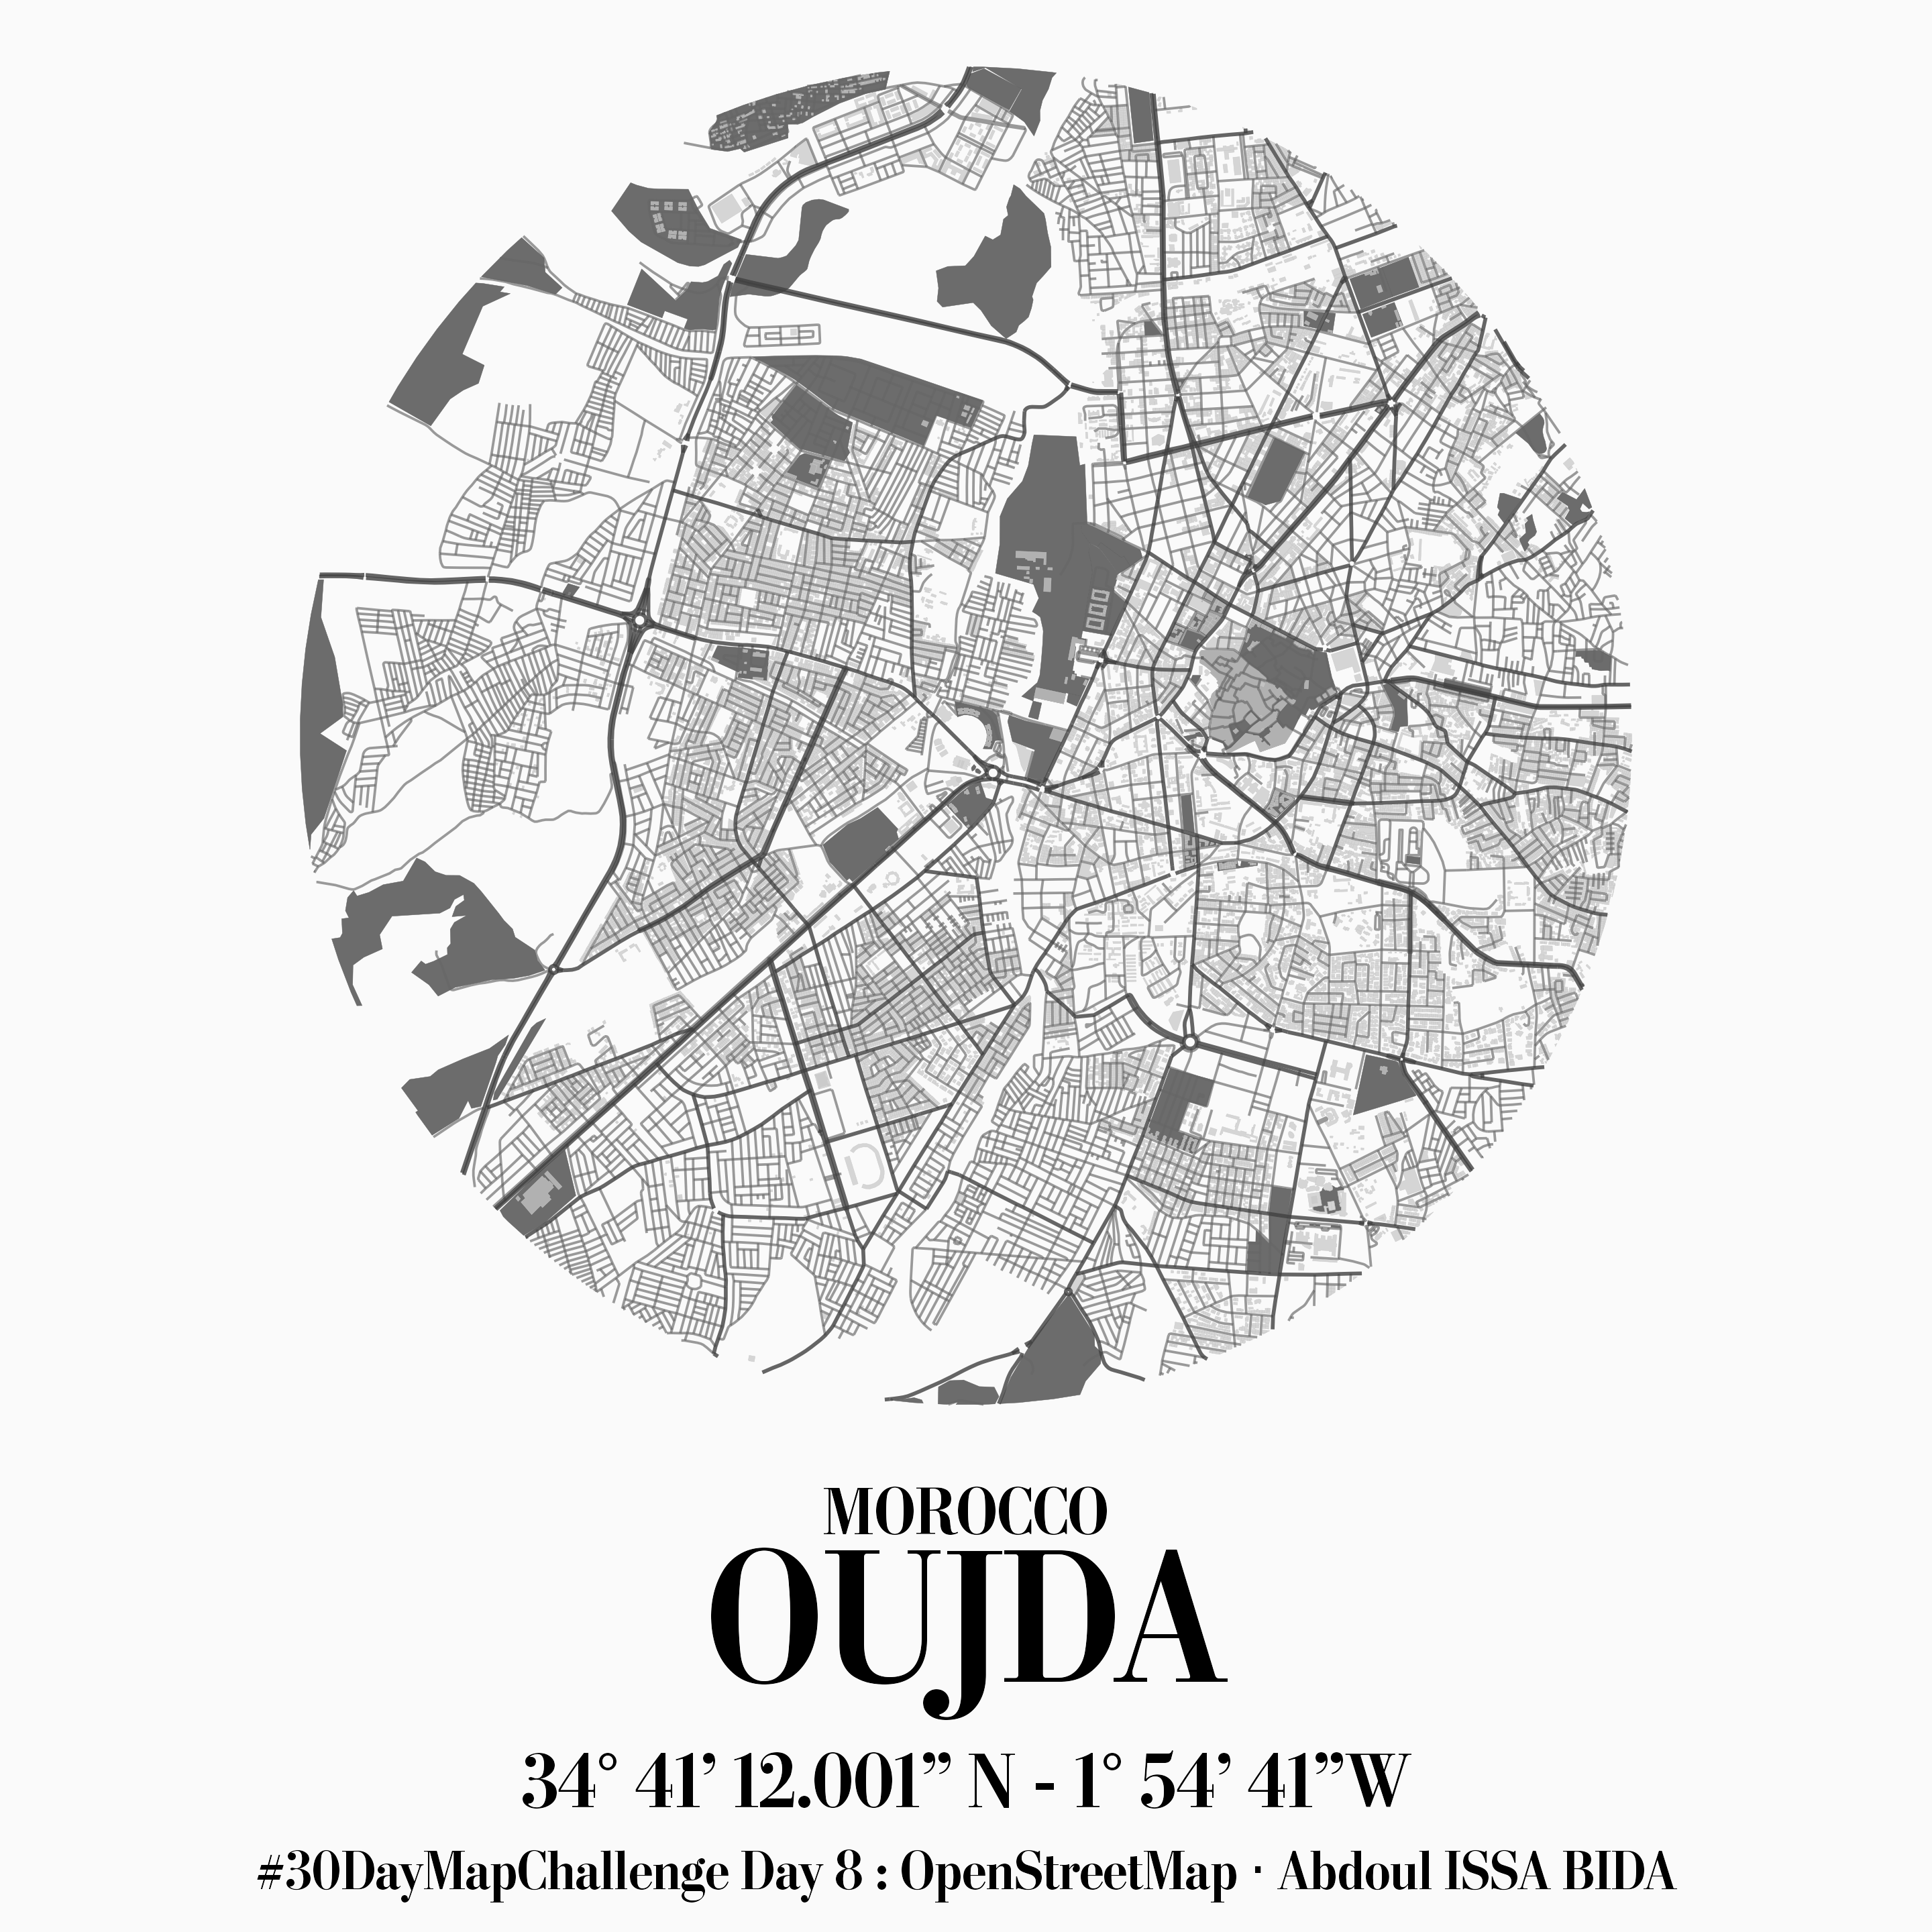 MOROCCO
OUJDA
34° 41’ 12.001” N - 1° 54’ 41”W
#30DayMapChallenge Day 8 : OpenStreetMap · Abdoul ISSA BIDA